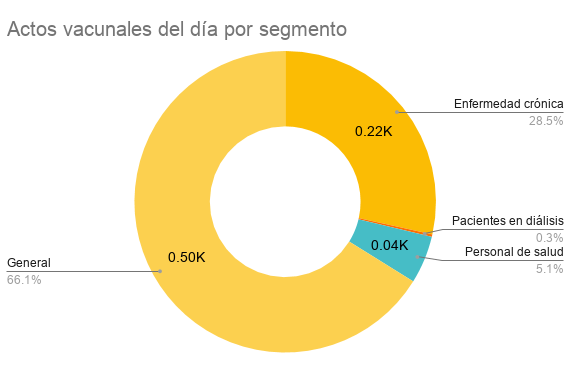 Actos vacunales del día por segmento
Enfermedad crónica
28.5%
0.22K
Pacientes en diálisis
0.3%
0.04K
Personal de salud
5.1%
0.50K
General
66.1%